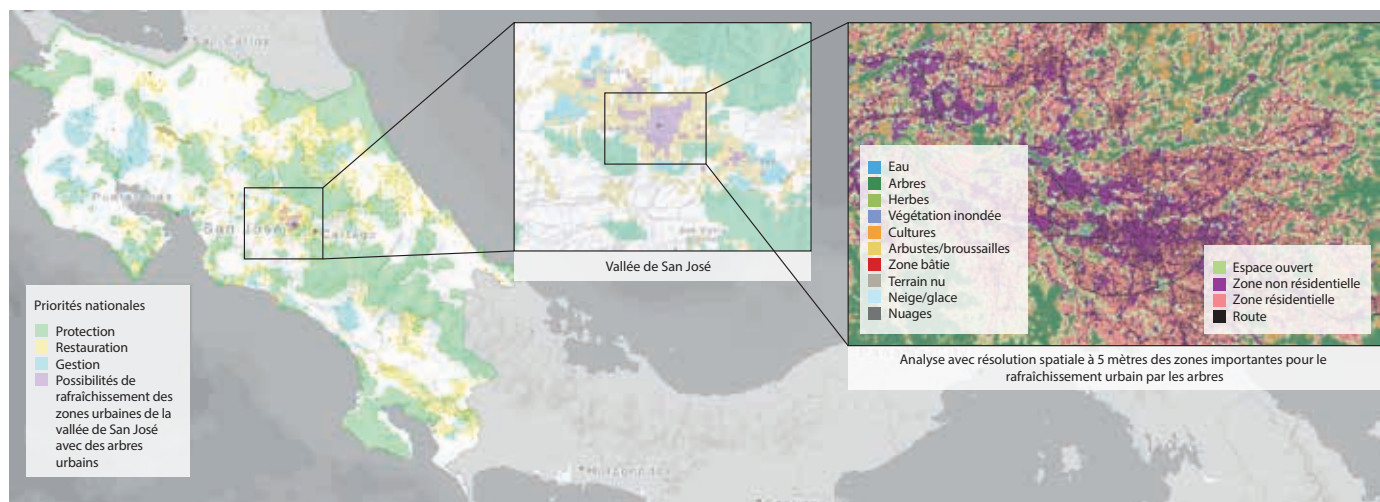 San Carlos
Puntarenas
San José
Cartago
Priorités nationales
Protection
Restauration
Gestion
Possibilités de
rafraîchissement des
zones urbaines de la
vallée de San José
avec des arbres
urbains
Vallée de San José
Eau
Arbres
Herbes
Végétation inondée
Cultures
Arbustes/broussailles
Zone bâtie
Terrain nu
Neige/glace
Nuages
Espace ouvert
Zone non résidentielle
Zone résidentielle
Route
Analyse avec résolution spatiale à 5 mètres des zones importantes pour le
rafraîchissement urbain par les arbres